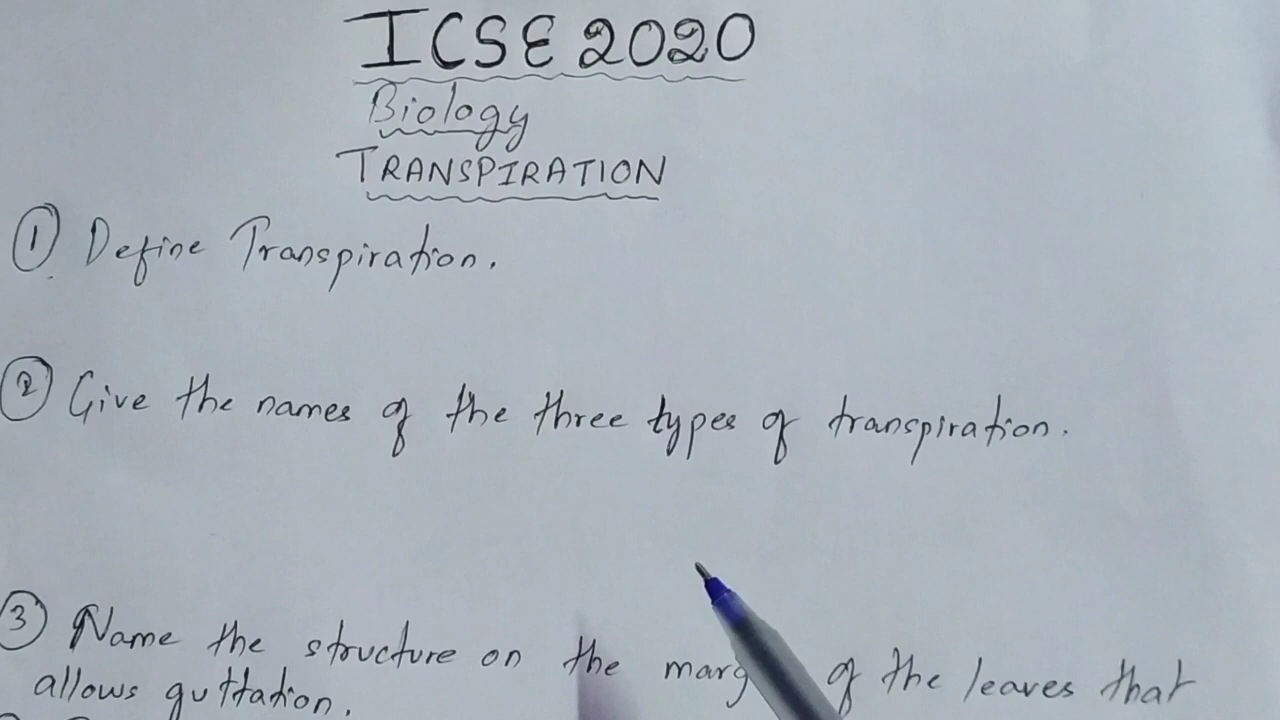 ICSE 2020
Biology
TRANSPIRATION
① Define Transpiration.
② Give the names of the three types of transpiration.
③ Name the structure on the marg of the leaves that
allows guttation.